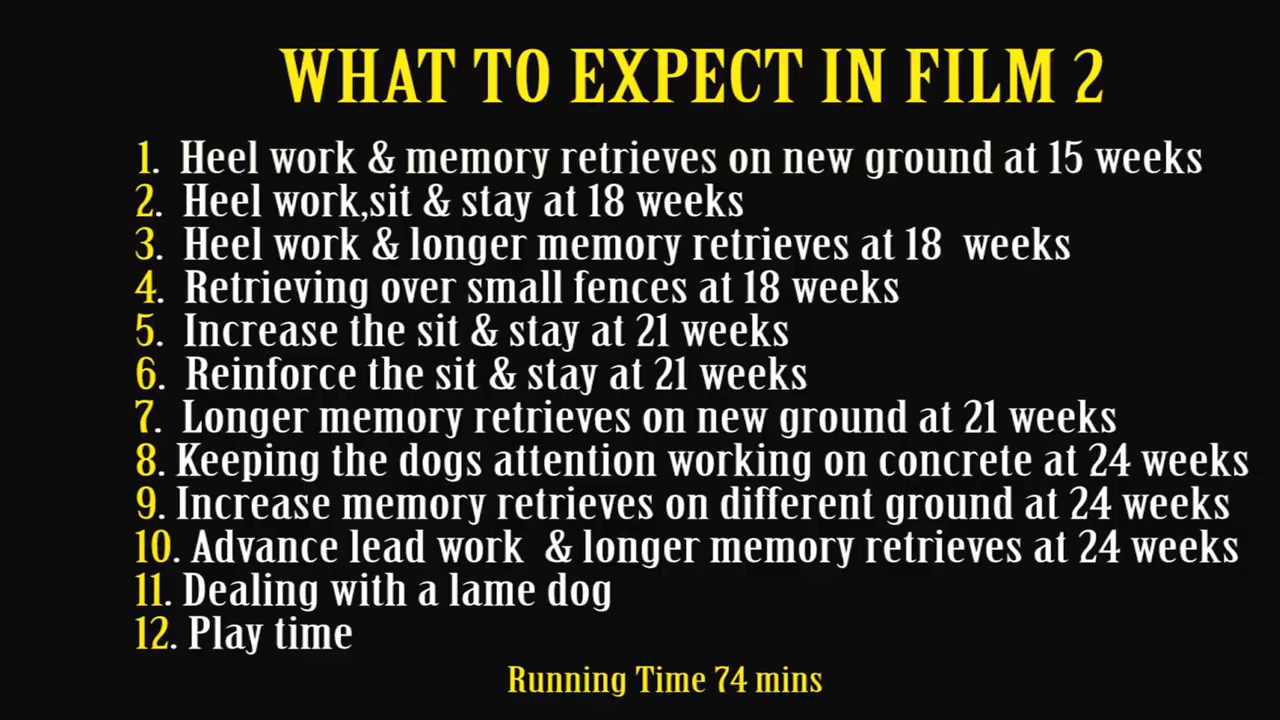 WHAT TO EXPECT IN FILM 2
1. Heel work & memory retrieves on new ground at 15 weeks
2. Heel work,sit & stay at 18 weeks
3. Heel work & longer memory retrieves at 18 weeks
4. Retrieving over small fences at 18 weeks
5. Increase the sit & stay at 21 weeks
6. Reinforce the sit & stay at 21 weeks
7. Longer memory retrieves on new ground at 21 weeks
8. Keeping the dogs attention working on concrete at 24 weeks
9. Increase memory retrieves on different ground at 24 weeks
10. Advance lead work & longer memory retrieves at 24 weeks
11. Dealing with a lame dog
12. Play time
Running Time 74 mins